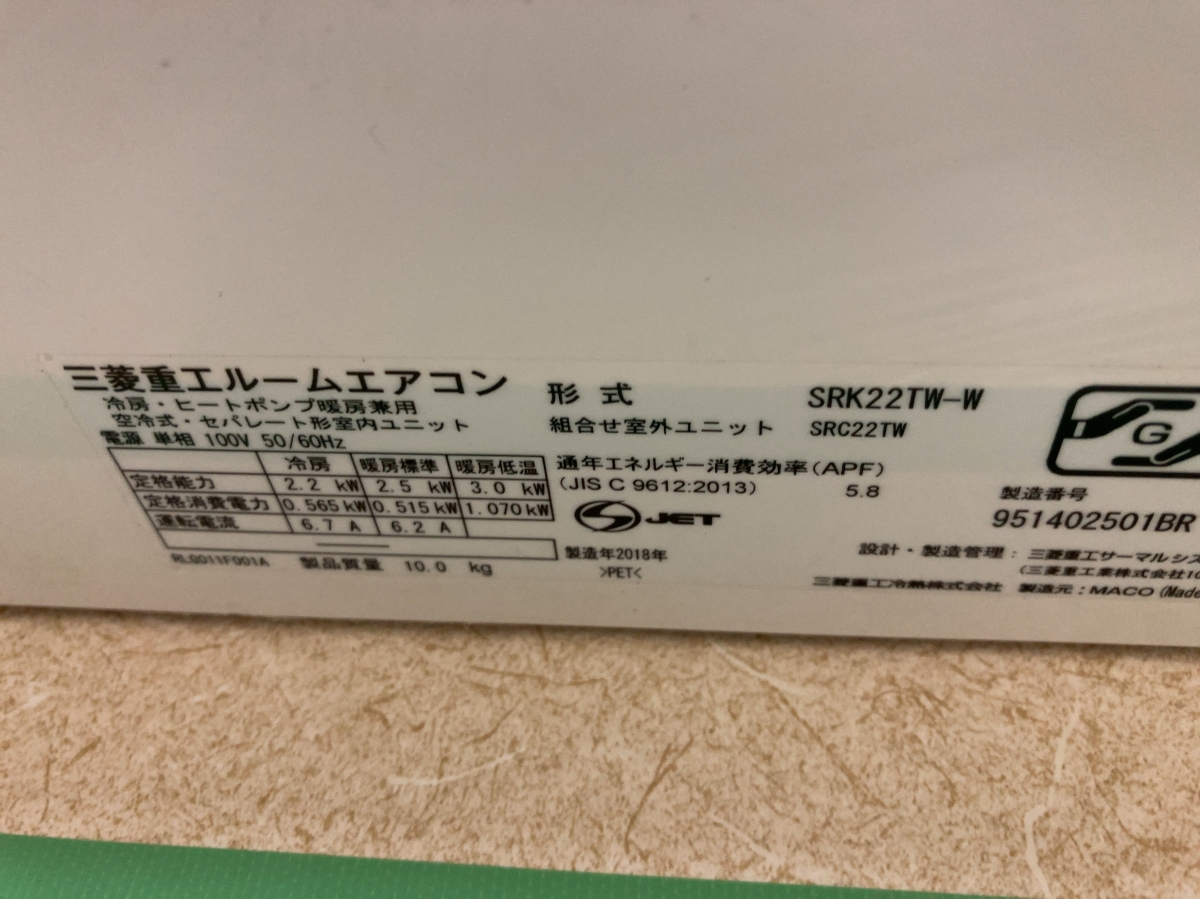 三菱重工ルームエアコン
冷房・ヒートポンプ暖房兼用
空冷式・セパレート形室内ユニット
電源 単相 100V 50/60Hz
冷房 暖房標準 暖房低温
定格能力 2.2 kW 2.5 kW 3.0 kW
定格消費電力 0.565kW 0.515kW 1.070kW
運転電流 6.7 A 6.2 A
RLG011F001A 製品質量 10.0 kg
形式 SRK22TW-W
組合せ室外ユニット SRC22TW
通年エネルギー消費効率(APF)
(JIS C 9612:2013) 5.8
JET
製造年2018年
>PET<
G
製造番号
951402501BR
設計・製造管理: 三菱重工サーマルシス
(三菱重工業株式会社10
三菱重工冷熱株式会社 製造元:MACO(Made